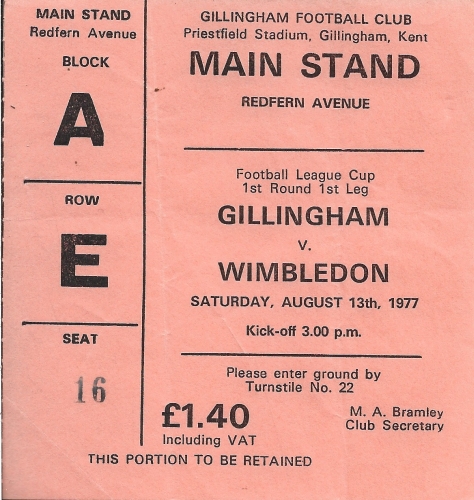 MAIN STAND
Redfern Avenue
BLOCK
A
ROW
E
SEAT
16
GILLINGHAM FOOTBALL CLUB
Priestfield Stadium, Gillingham, Kent
MAIN STAND
REDFERN AVENUE
Football League Cup
1st Round 1st Leg
GILLINGHAM
v.
WIMBLEDON
SATURDAY, AUGUST 13th, 1977
Kick-off 3.00 p.m.
Please enter ground by
Turnstile No. 22
£1.40
Including VAT
M. A. Bramley
Club Secretary
THIS PORTION TO BE RETAINED